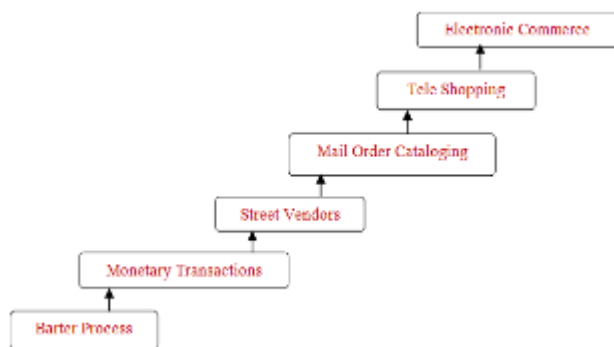 Electronic Commerce
Tele Shopping
Mail Order Cataloging
Street Vendors
Monetary Transactions
Barter Process